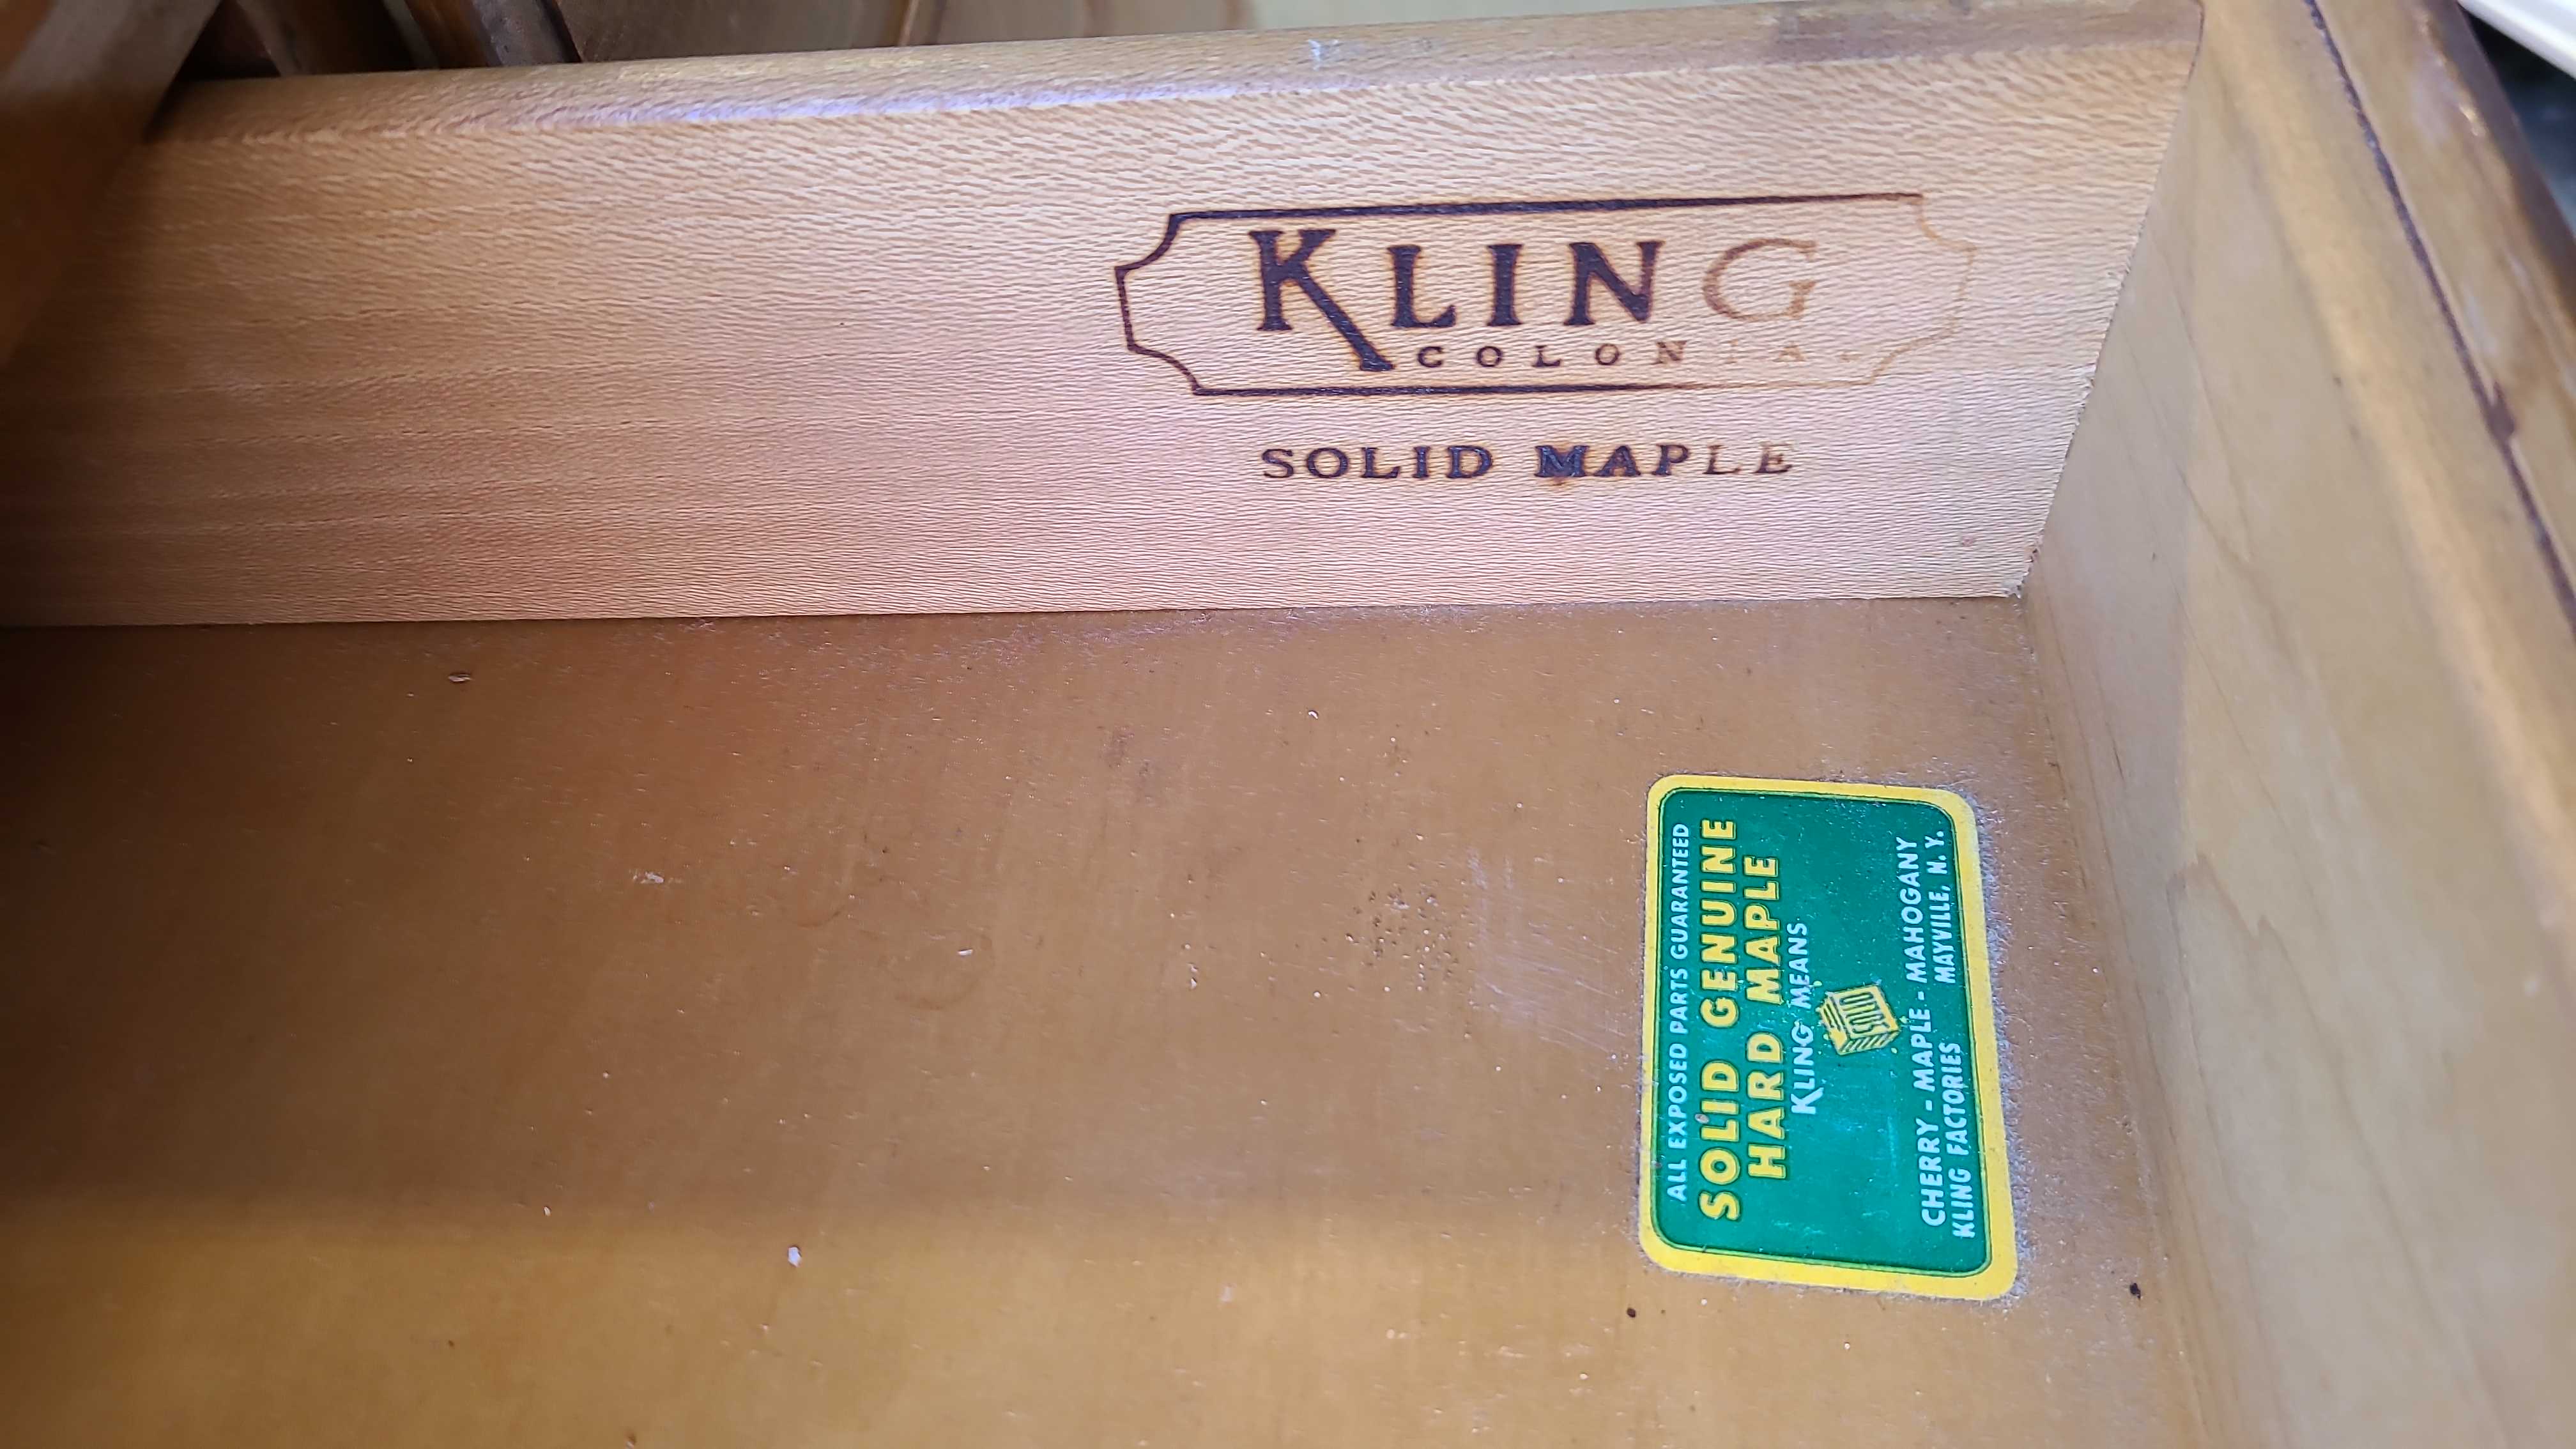 KLING
COLONIAL
SOLID MAPLE
ALL EXPOSED PARTS GUARANTEED
SOLID GENUINE
HARD MAPLE
KLING MEANS
SOLID
CHERRY - MAPLE - MAHOGANY
KLING FACTORIES MAYVILLE, N. Y.